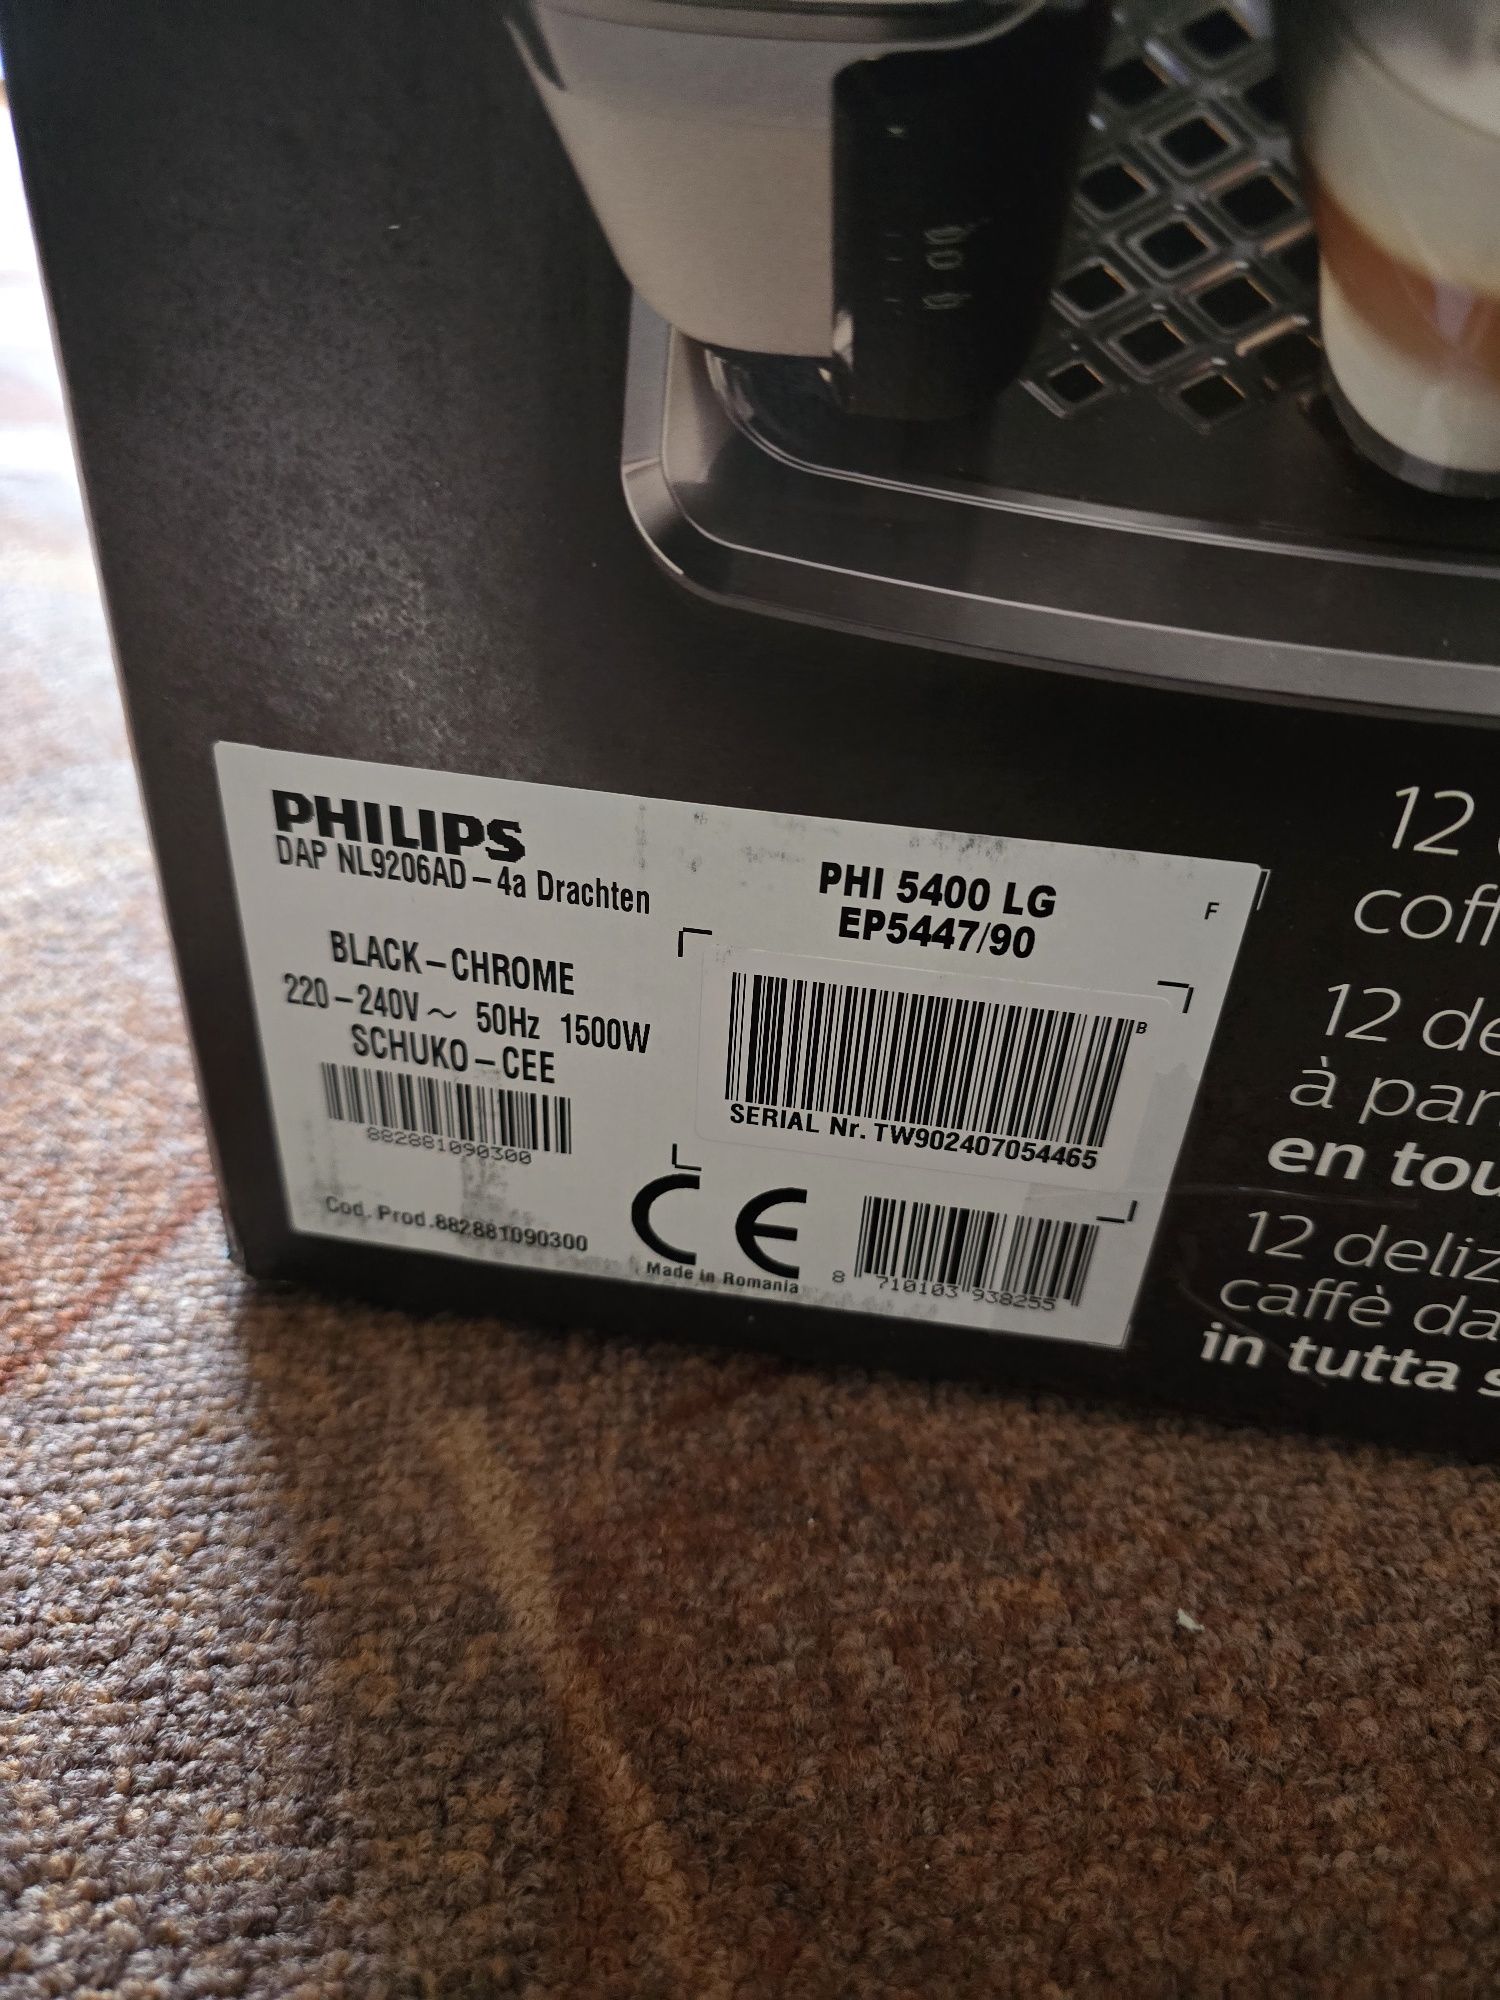 PHILIPS
DAP NL9206AD-4a Drachten
BLACK-CHROME
220-240V~ 50Hz 1500W
SCHUKO-CEE
882881090300
Cod. Prod.882881090300
PHI 5400 LG
EP5447/90
F
B
SERIAL Nr. TW902407054465
CE
Made in Romania
8 710103 938255
12
coff
12 de
à par
en tou
12 deliz
caffè da
in tutta s